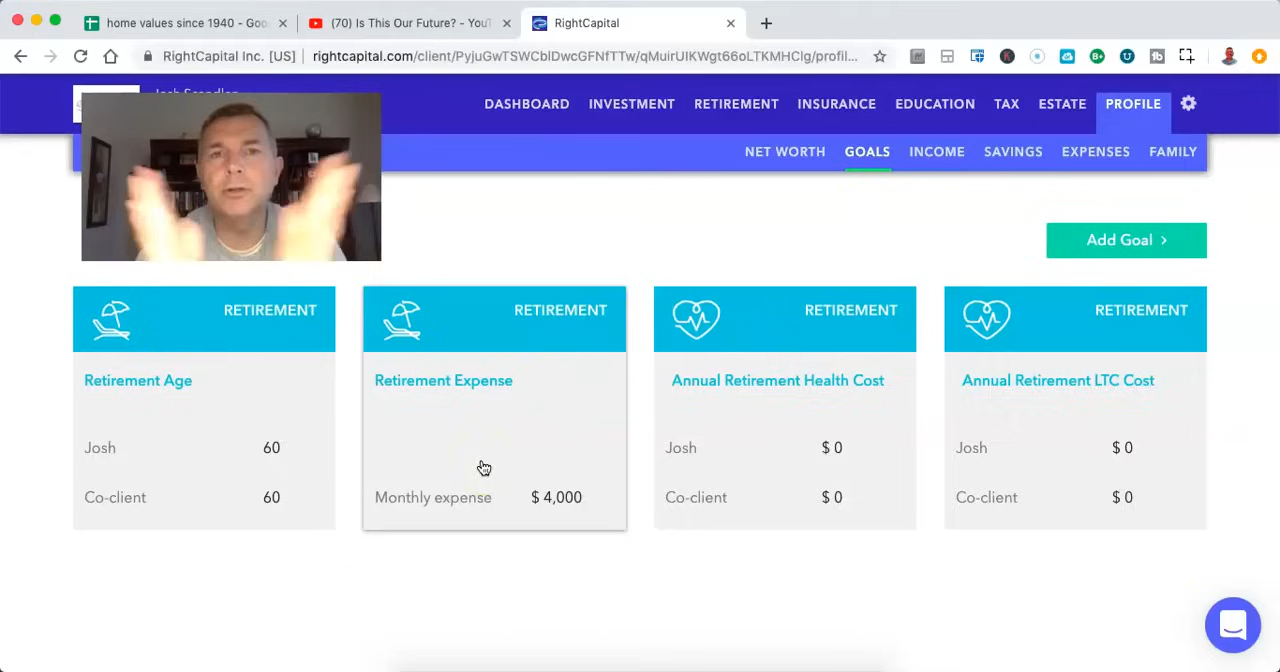 home values since 1940 - Goo
(70) Is This Our Future? - YouT
RightCapital
RightCapital Inc. [US]
rightcapital.com/client/PyjuGwTSWCblDwcGFNfTTw/qMuirUIKWgt66oLTKMHClg/profil...
DASHBOARD INVESTMENT RETIREMENT INSURANCE EDUCATION TAX ESTATE PROFILE
NET WORTH GOALS INCOME SAVINGS EXPENSES FAMILY
Add Goal >
RETIREMENT
Retirement Age
Josh 60
Co-client 60
RETIREMENT
Retirement Expense
Monthly expense $ 4,000
RETIREMENT
Annual Retirement Health Cost
Josh $ 0
Co-client $ 0
RETIREMENT
Annual Retirement LTC Cost
Josh $ 0
Co-client $ 0